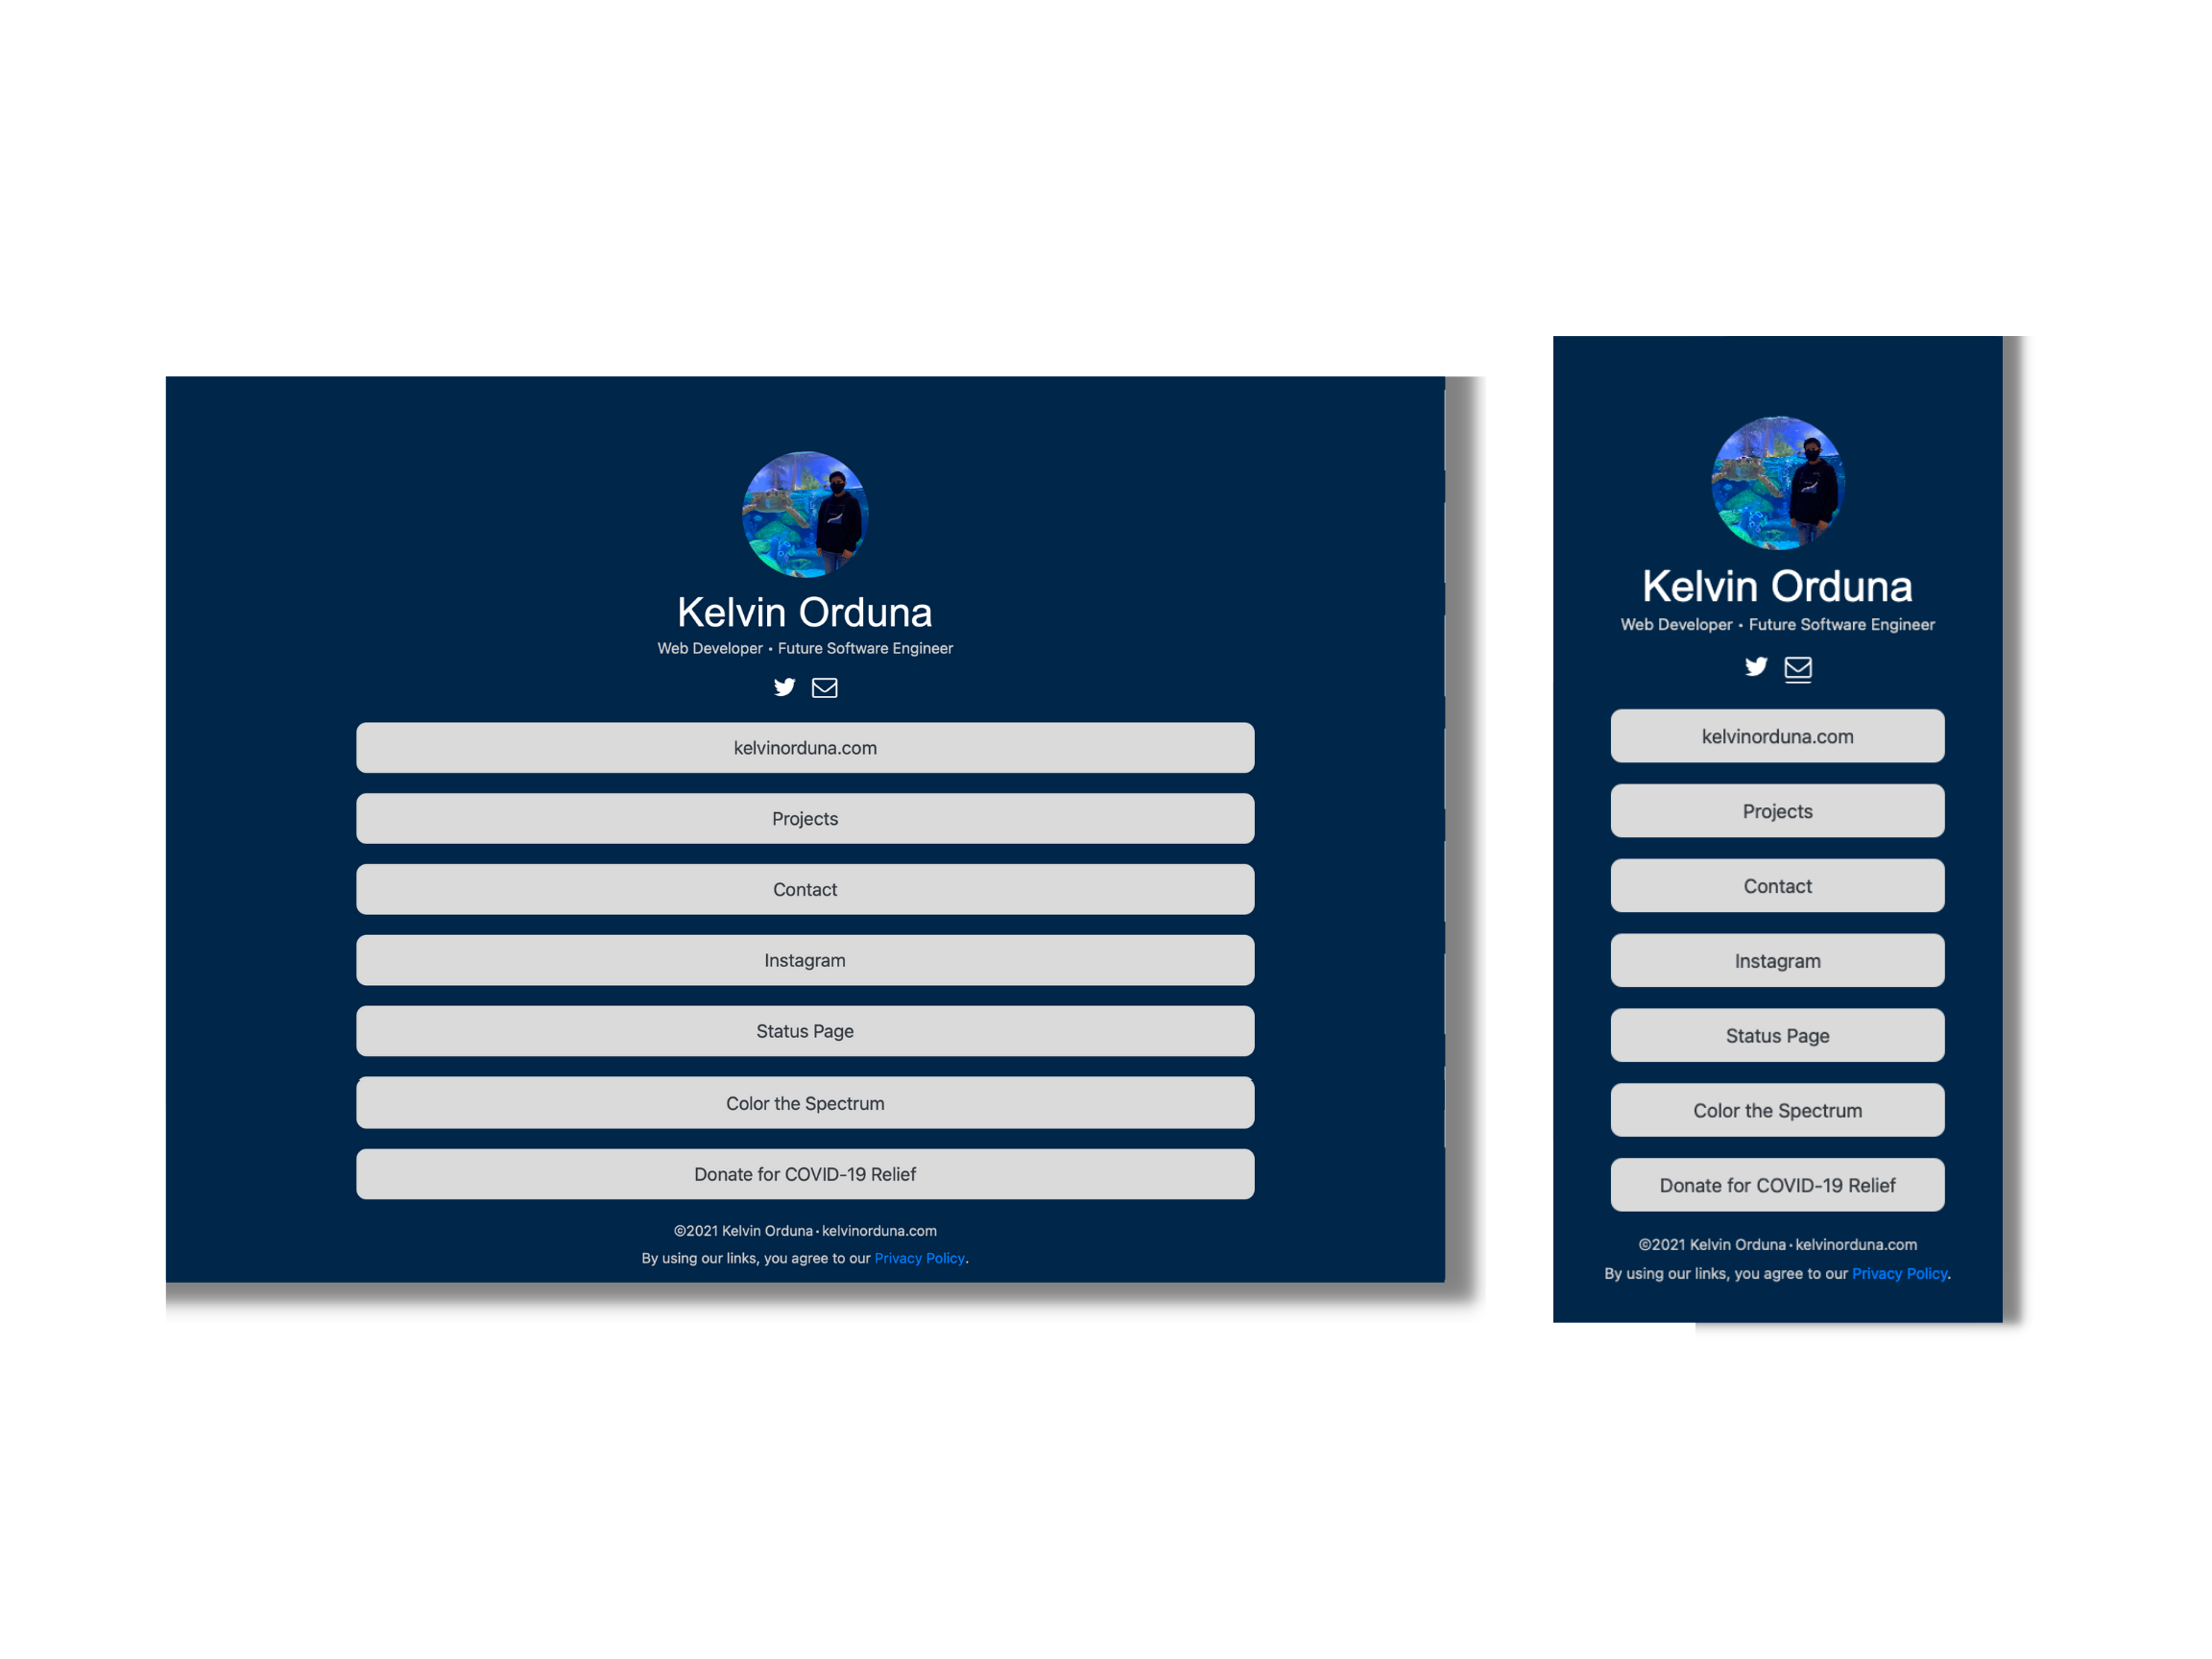 Kelvin Orduna
Web Developer • Future Software Engineer
kelvinorduna.com
Projects
Contact
Instagram
Status Page
Color the Spectrum
Donate for COVID-19 Relief
©2021 Kelvin Orduna • kelvinorduna.com
By using our links, you agree to our Privacy Policy.
Kelvin Orduna
Web Developer • Future Software Engineer
kelvinorduna.com
Projects
Contact
Instagram
Status Page
Color the Spectrum
Donate for COVID-19 Relief
©2021 Kelvin Orduna • kelvinorduna.com
By using our links, you agree to our Privacy Policy.